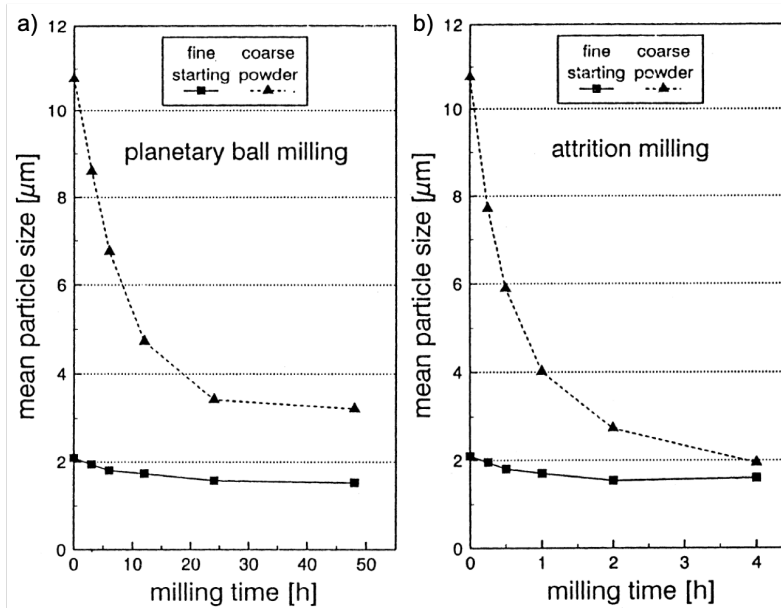 a)
fine coarse
starting powder
planetary ball milling
mean particle size [µm]
12
10
8
6
4
2
0
0 10 20 30 40 50
milling time [h]
b)
fine coarse
starting powder
attrition milling
mean particle size [µm]
12
10
8
6
4
2
0
0 1 2 3 4
milling time [h]